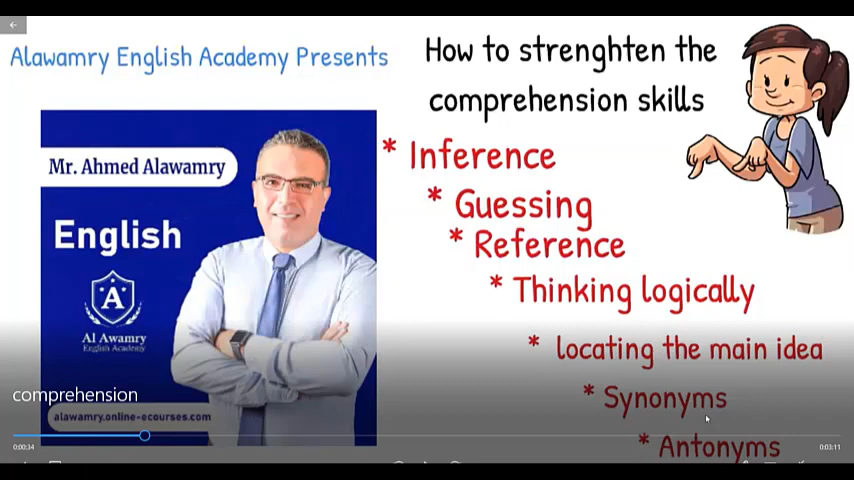 Alawamry English Academy Presents
How to strenghten the
comprehension skills
Mr. Ahmed Alawamry
English
A
Al Awamry
English Academy
alawamry.online-ecourses.com
* Inference
* Guessing
* Reference
* Thinking logically
* locating the main idea
* Synonyms
* Antonyms
comprehension
0:00:34
0:03:11